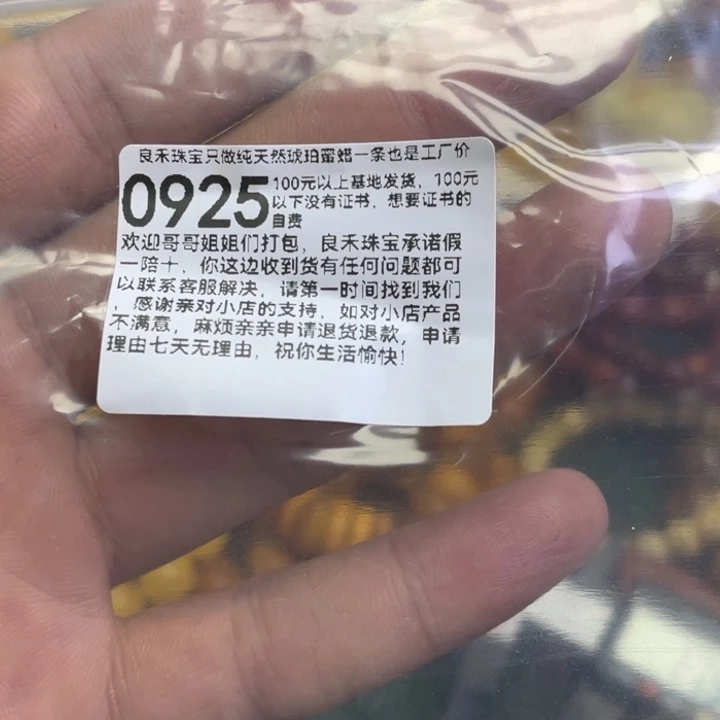 良禾珠宝只做纯天然琥珀蜜蜡一条也是工厂价
0925
100元以上基地发货，100元
以下没有证书，想要证书的
自费
欢迎哥哥姐姐们打包，良禾珠宝承诺假
一陪十，你这边收到货有任何问题都可
以联系客服解决，请第一时间找到我们
，感谢亲对小店的支持，如对小店产品
不满意，麻烦亲亲申请退货退款，申请
理由七天无理由，祝你生活愉快！